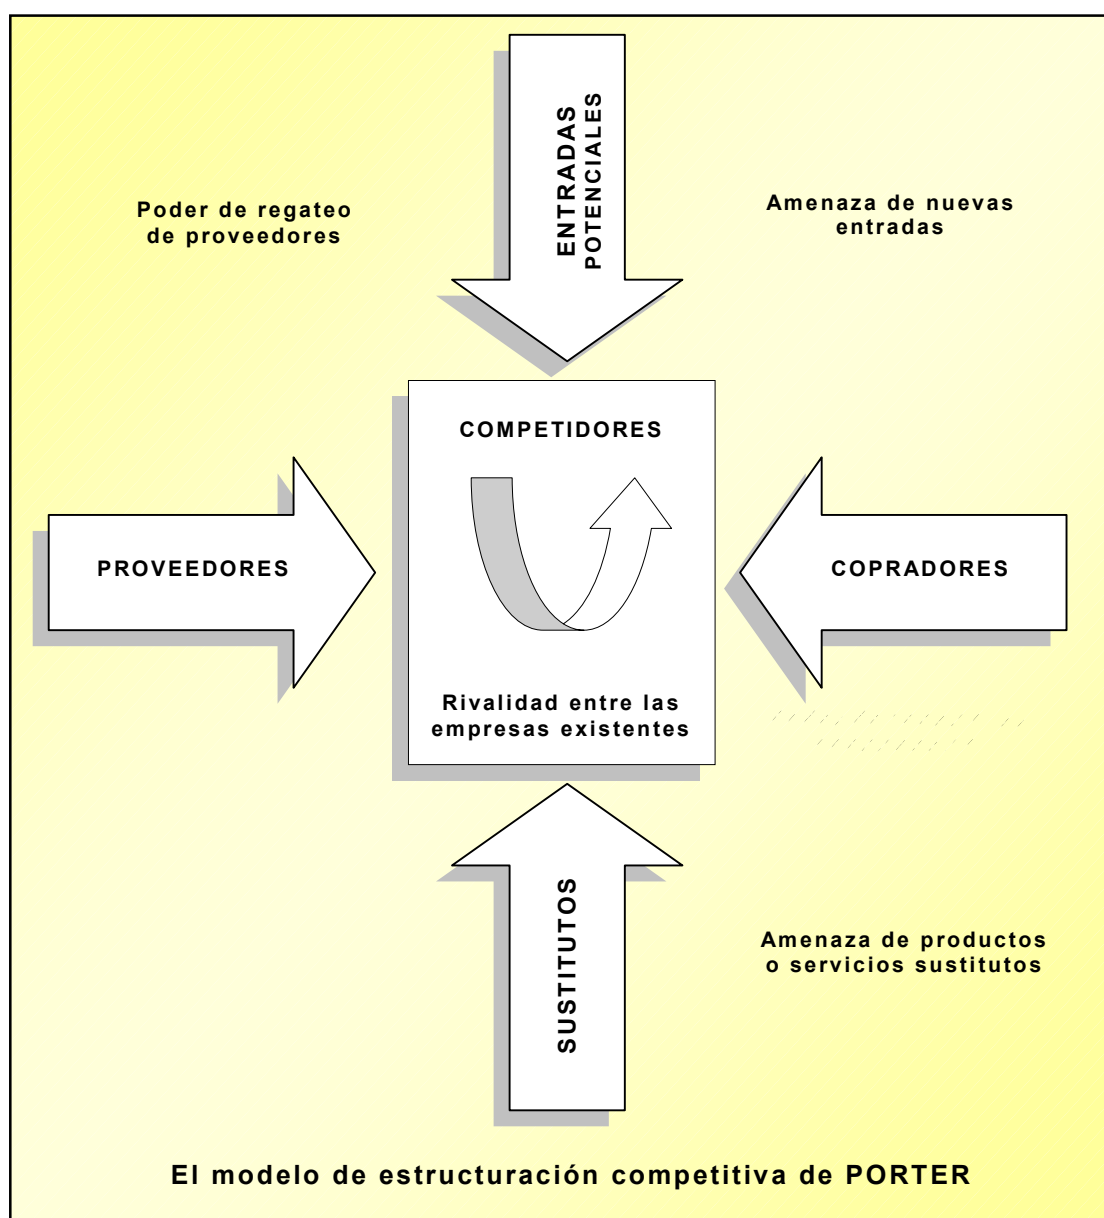 ENTRADAS
POTENCIALES
Poder de regateo
de proveedores
Amenaza de nuevas
entradas
COMPETIDORES
PROVEEDORES
COPRADORES
Rivalidad entre las
empresas existentes
SUSTITUTOS
Amenaza de productos
o servicios sustitutos
El modelo de estructuración competitiva de PORTER